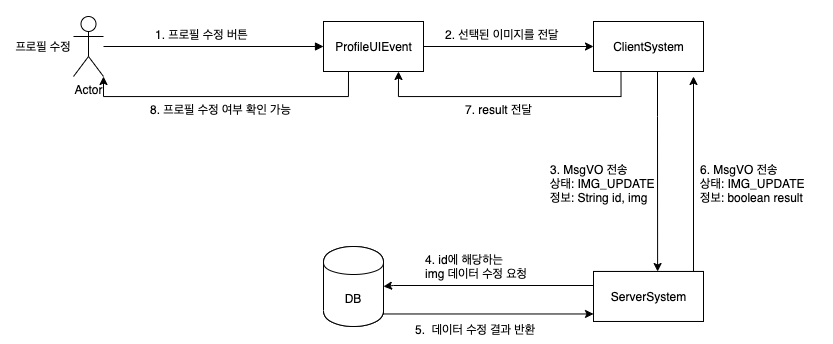 프로필 수정
Actor
1. 프로필 수정 버튼
ProfileUIEvent
2. 선택된 이미지를 전달
ClientSystem
8. 프로필 수정 여부 확인 가능
7. result 전달
3. MsgVO 전송
상태: IMG_UPDATE
정보: String id, img
6. MsgVO 전송
상태: IMG_UPDATE
정보: boolean result
4. id에 해당하는
img 데이터 수정 요청
DB
ServerSystem
5. 데이터 수정 결과 반환